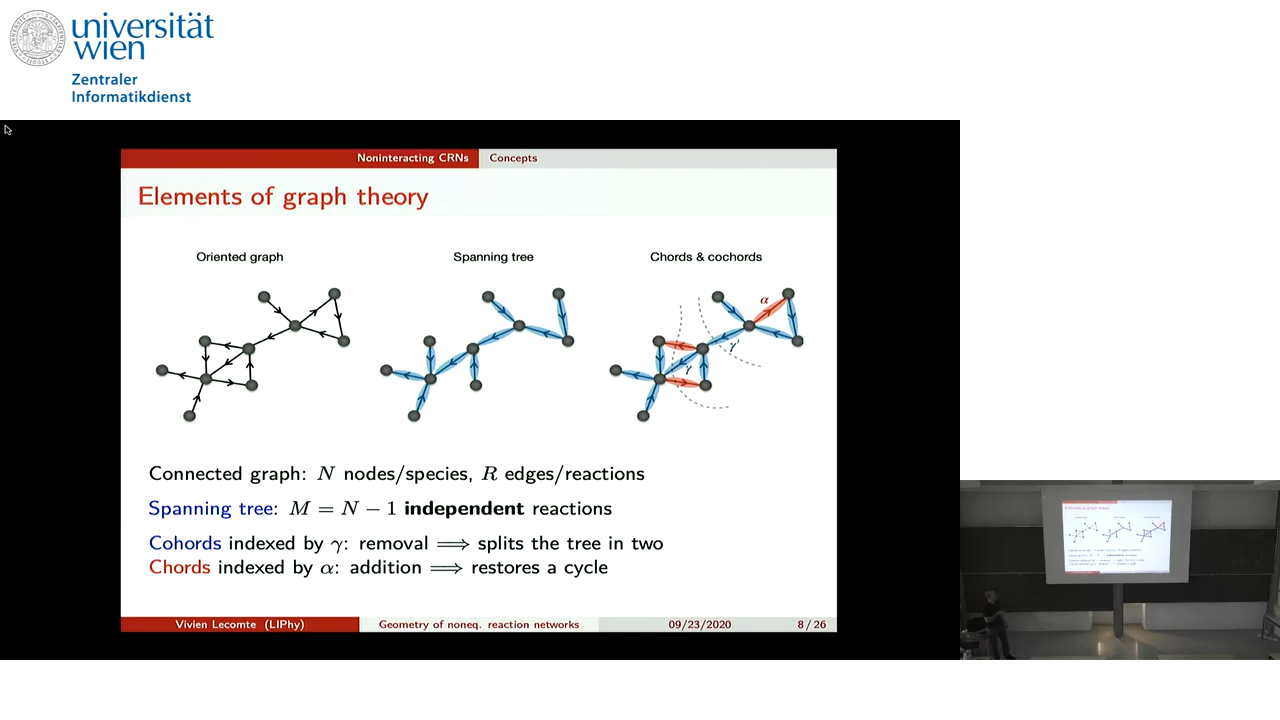 universität
wien
Zentraler
Informatikdienst
Noninteracting CRNs Concepts
Elements of graph theory
Oriented graph Spanning tree Chords & cochords
α
γ′
γ
Connected graph: N nodes/species, R edges/reactions
Spanning tree: M = N − 1 independent reactions
Cohords indexed by γ: removal ⟹ splits the tree in two
Chords indexed by α: addition ⟹ restores a cycle
Vivien Lecomte (LIPhy) Geometry of noneq. reaction networks 09/23/2020 8 / 26